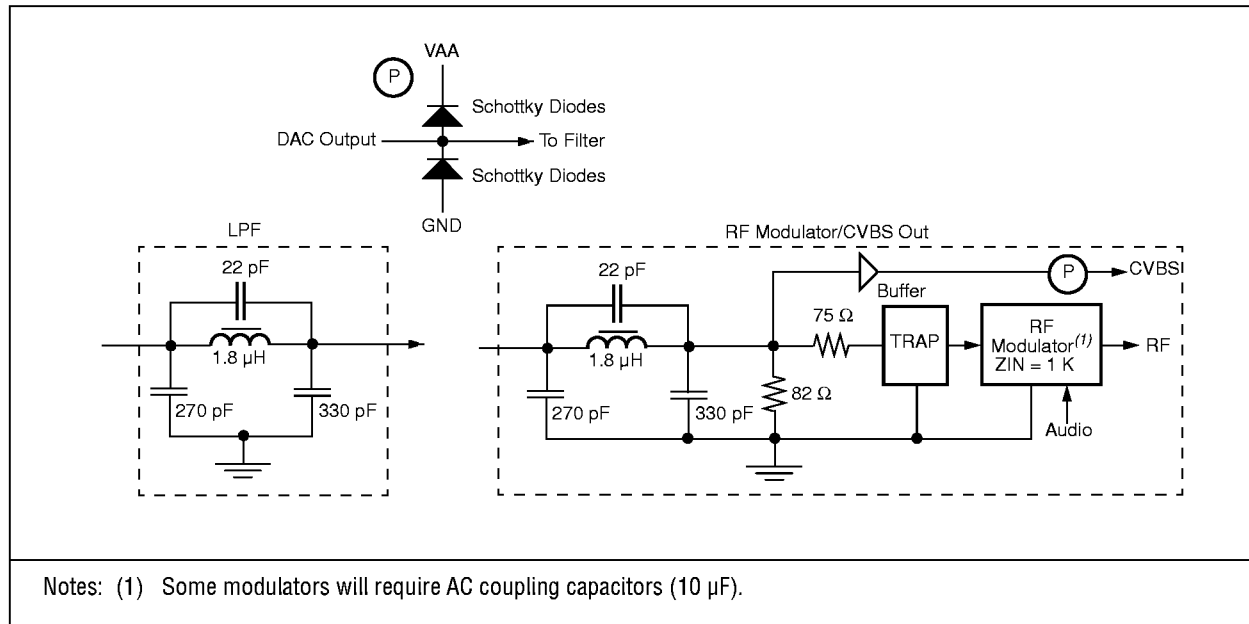 VAA
P
Schottky Diodes
DAC Output
To Filter
Schottky Diodes
GND
LPF
22 pF
1.8 µH
270 pF
330 pF
RF Modulator/CVBS Out
22 pF
1.8 µH
270 pF
330 pF
Buffer
P
CVBS
75 Ω
82 Ω
TRAP
RF
Modulator(1)
ZIN = 1 K
RF
Audio
Notes: (1) Some modulators will require AC coupling capacitors (10 µF).